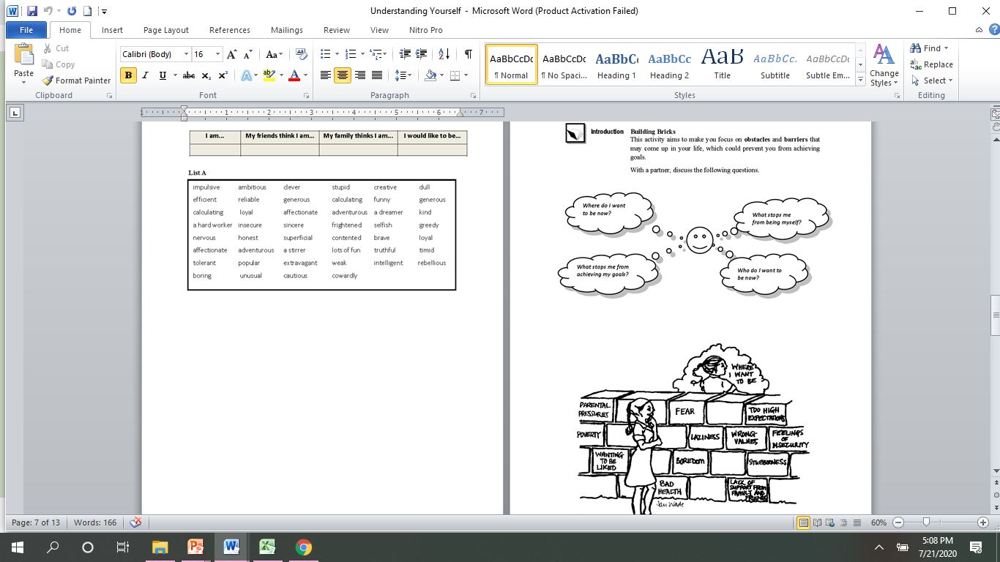 Understanding Yourself - Microsoft Word (Product Activation Failed)
File Home Insert Page Layout References Mailings Review View Nitro Pro
Paste
Cut
Copy
Format Painter
Clipboard
Calibri (Body) 16
Font
Paragraph
AaBbCcDc AaBbCcDc AaBbC AaBbCc AaB AaBbCc. AaBbCcDc
¶ Normal ¶ No Spaci... Heading 1 Heading 2 Title Subtitle Subtle Em...
Styles
Change
Styles
Find
Replace
Select
Editing
1 1 2 3 4 5 6 7
I am... My friends think I am... My family thinks I am... I would like to be...
List A
impulsive ambitious clever stupid creative dull
efficient reliable generous calculating funny generous
calculating loyal affectionate adventurous a dreamer kind
a hard worker insecure sincere frightened selfish greedy
nervous honest superficial contented brave loyal
affectionate adventurous a stirrer lots of fun truthful timid
tolerant popular extravagant weak intelligent rebellious
boring unusual cautious cowardly
Introduction Building Bricks
This activity aims to make you focus on obstacles and barriers that
may come up in your life, which could prevent you from achieving
goals.
With a partner, discuss the following questions.
Where do I want
to be now?
What stops me
from being myself?
What stops me from
achieving my goals?
Who do I want to
be now?
WHERE
I WANT
TO BE
PARENTAL
PRESSURES
FEAR
TOO HIGH
EXPECTATIONS
POVERTY
LAZINESS
WRONG
VALUES
FEELINGS
OF
INSECURITY
WANTING
TO BE
LIKED
BOREDOM
STUBBORNESS
BAD
HEALTH
LACK OF
SUPPORT FROM
FAMILY AND
FRIENDS
Jan Wade
Page: 7 of 13 Words: 166 60%
5:08 PM
7/21/2020